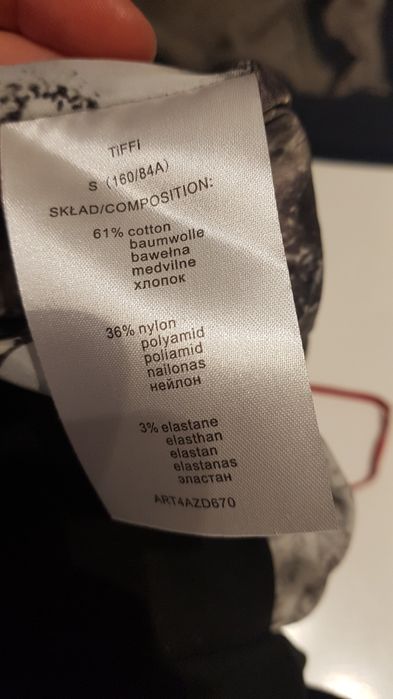 TIFFI
S (160/84A)
SKŁAD/COMPOSITION:
61% cotton
baumwolle
bawełna
medvilne
хлопок
36% nylon
polyamid
poliamid
nailonas
нейлон
3% elastane
elasthan
elastan
elastanas
эластан
ART4AZD670